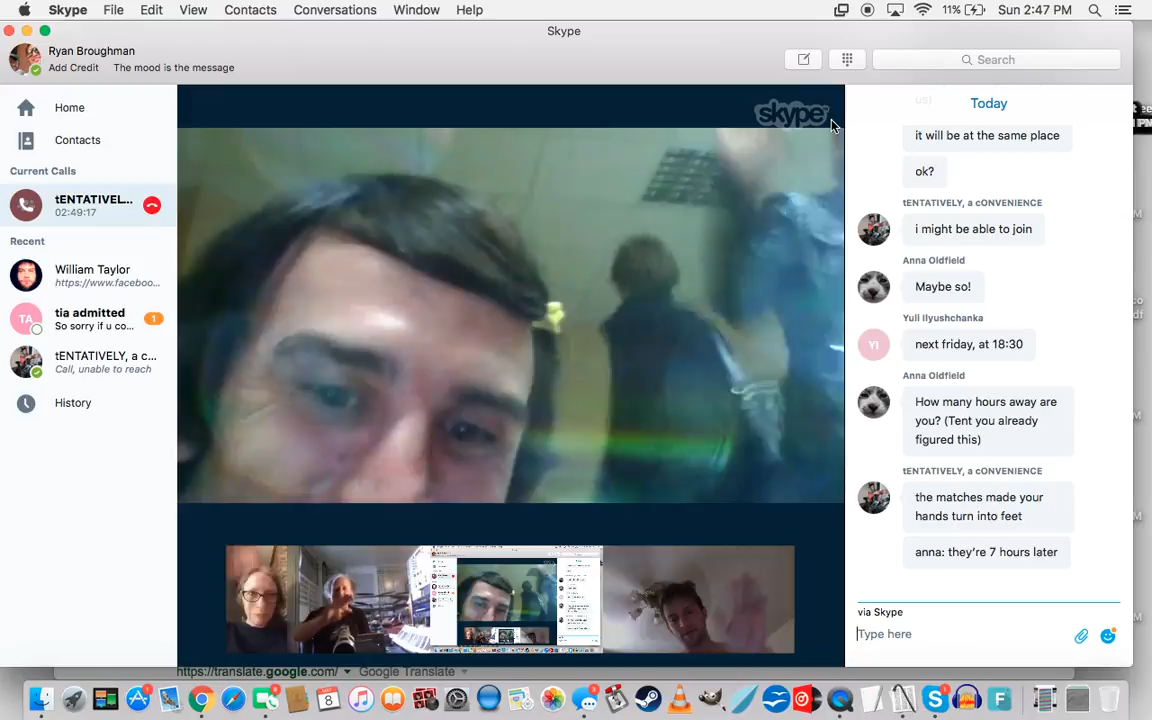 Skype File Edit View Contacts Conversations Window Help 11% Sun 2:47 PM
Skype
Ryan Broughman
Add Credit The mood is the message
Search
Home
Contacts
Current Calls
tENTATIVEL...
02:49:17
Recent
William Taylor
https://www.faceboo...
tia admitted
So sorry if u co...
1
TA
tENTATIVELY, a c...
Call, unable to reach
History
skype
Today
it will be at the same place
ok?
tENTATIVELY, a cONVENIENCE
i might be able to join
Anna Oldfield
Maybe so!
Yuli Ilyushchanka
YI
next friday, at 18:30
Anna Oldfield
How many hours away are
you? (Tent you already
figured this)
tENTATIVELY, a cONVENIENCE
the matches made your
hands turn into feet
anna: they're 7 hours later
via Skype
Type here
https://translate.google.com/ Google Translate